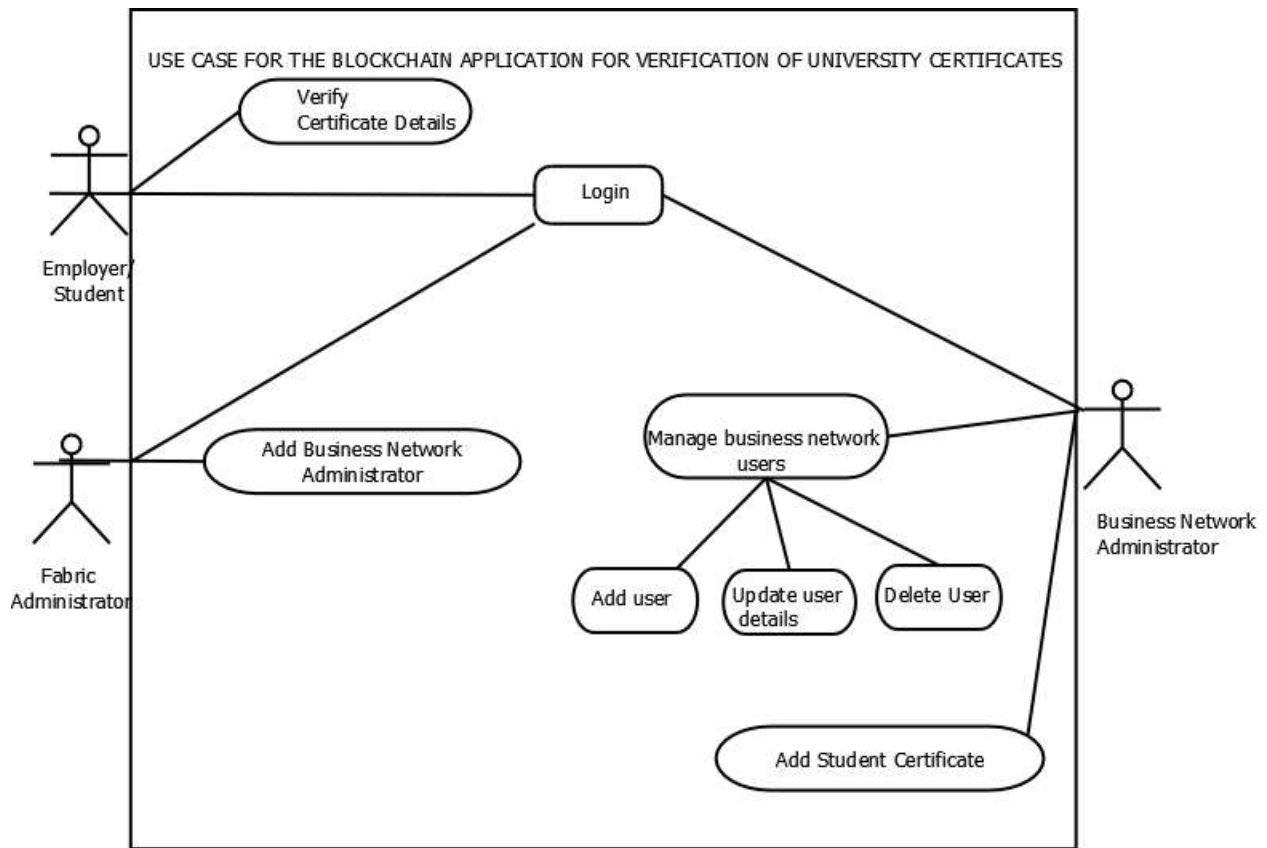 USE CASE FOR THE BLOCKCHAIN APPLICATION FOR VERIFICATION OF UNIVERSITY CERTIFICATES
Verify
Certificate Details
Login
Employer/
Student
Manage business network
users
Add Business Network
Administrator
Business Network
Administrator
Fabric
Administrator
Add user
Update user
details
Delete User
Add Student Certificate